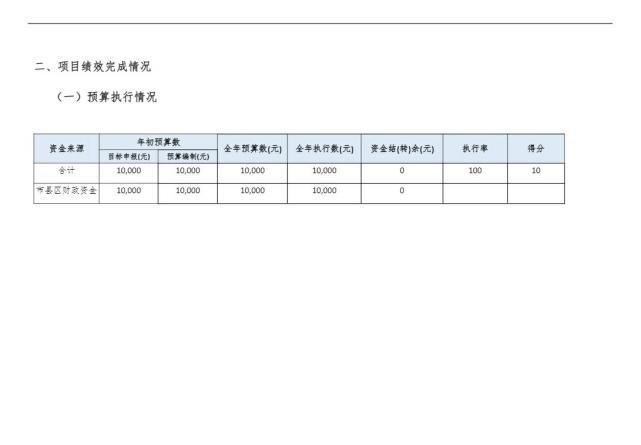 二、项目绩效完成情况
（一）预算执行情况
资金来源 年初预算数 全年预算数(元) 全年执行数(元) 资金结(转)余(元) 执行率 得分
目标申报(元) 预算编制(元)
合计 10,000 10,000 10,000 10,000 0 100 10
市县区财政资金 10,000 10,000 10,000 10,000 0